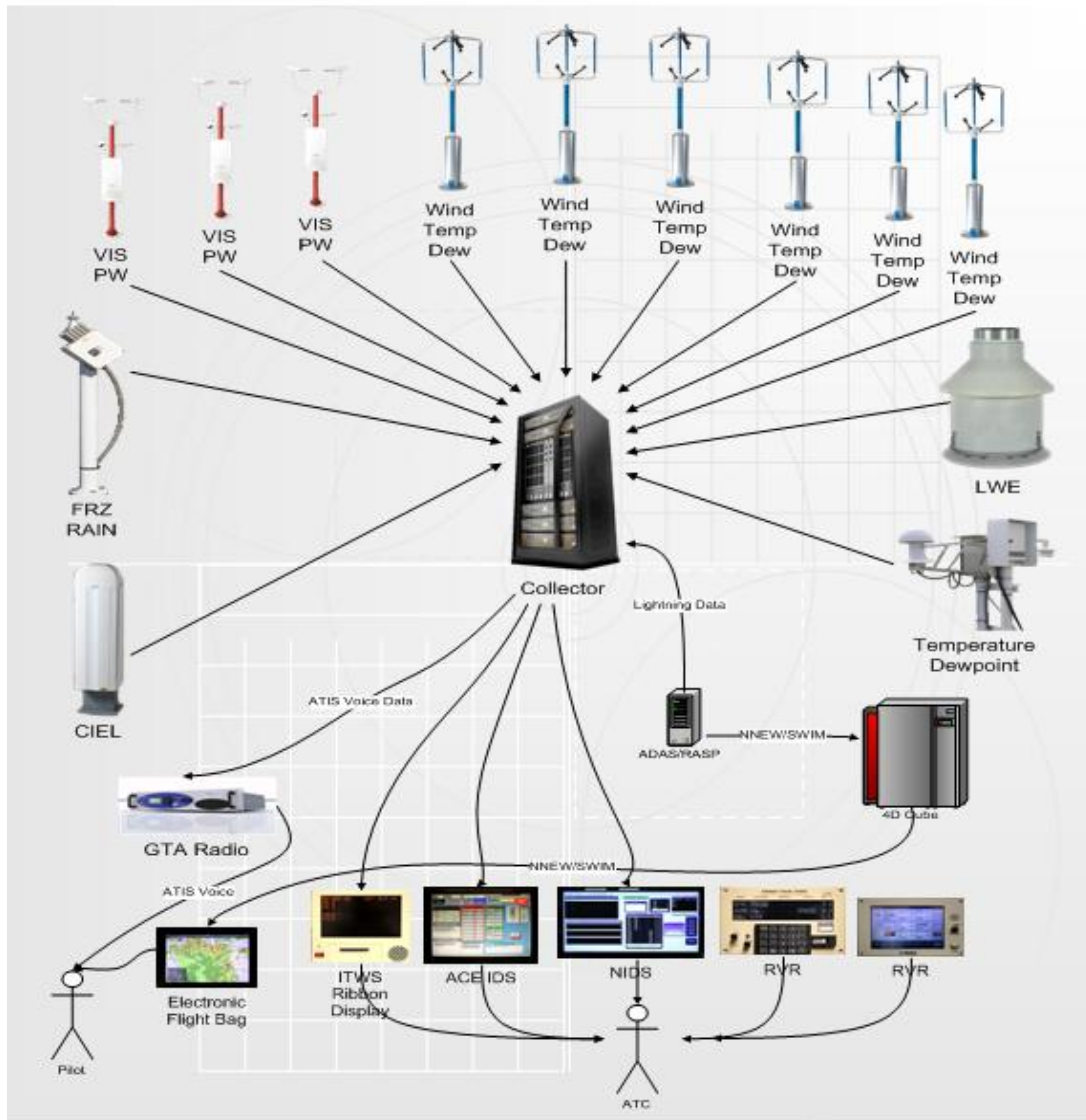 VIS
PW
VIS
PW
VIS
PW
Wind
Temp
Dew
Wind
Temp
Dew
Wind
Temp
Dew
Wind
Temp
Dew
Wind
Temp
Dew
Wind
Temp
Dew
FRZ
RAIN
LWE
Collector
Lightning Data
Temperature
Dewpoint
CIEL
ATIS Voice Data
ADAS/RASP
NNEW/SWIM
4D Cube
GTA Radio
NNEW/SWIM
ATIS Voice
Electronic
Flight Bag
ITWS
Ribbon
Display
ACE IDS
NIDS
RVR
RVR
Pilot
ATC